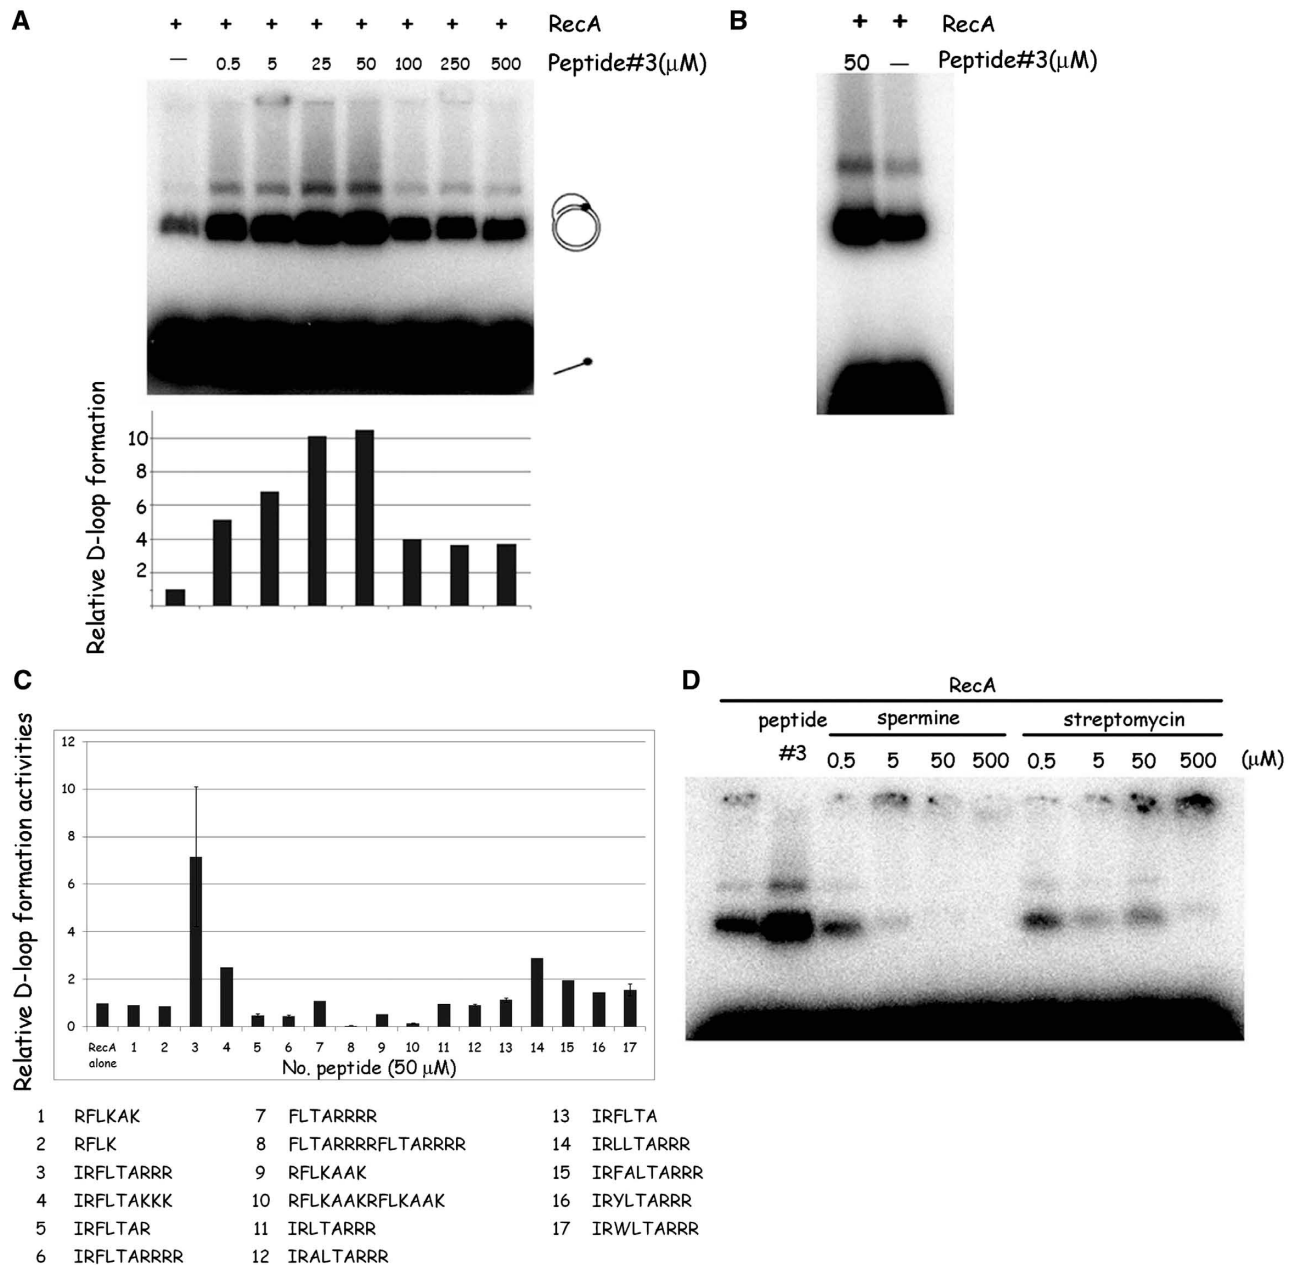 A
+ + + + + + + + RecA
— 0.5 5 25 50 100 250 500 Peptide#3(μM)
B
+ + RecA
50 — Peptide#3(μM)
Relative D-loop formation
10
8
6
4
2
C
Relative D-loop formation activities
12
10
8
6
4
2
0
RecA alone 1 2 3 4 5 6 7 8 9 10 11 12 13 14 15 16 17
No. peptide (50 μM)
1 RFLKAK
2 RFLK
3 IRFLTARRR
4 IRFLTAKKK
5 IRFLTAR
6 IRFLTARRRR
7 FLTARRRR
8 FLTARRRRFLTARRRR
9 RFLKAAK
10 RFLKAAKRFLKAAK
11 IRLTARRR
12 IRALTARRR
13 IRFLTA
14 IRLLTARRR
15 IRFALTARRR
16 IRYLTARRR
17 IRWLTARRR
D
RecA
peptide #3 spermine streptomycin
0.5 5 50 500 0.5 5 50 500 (μM)